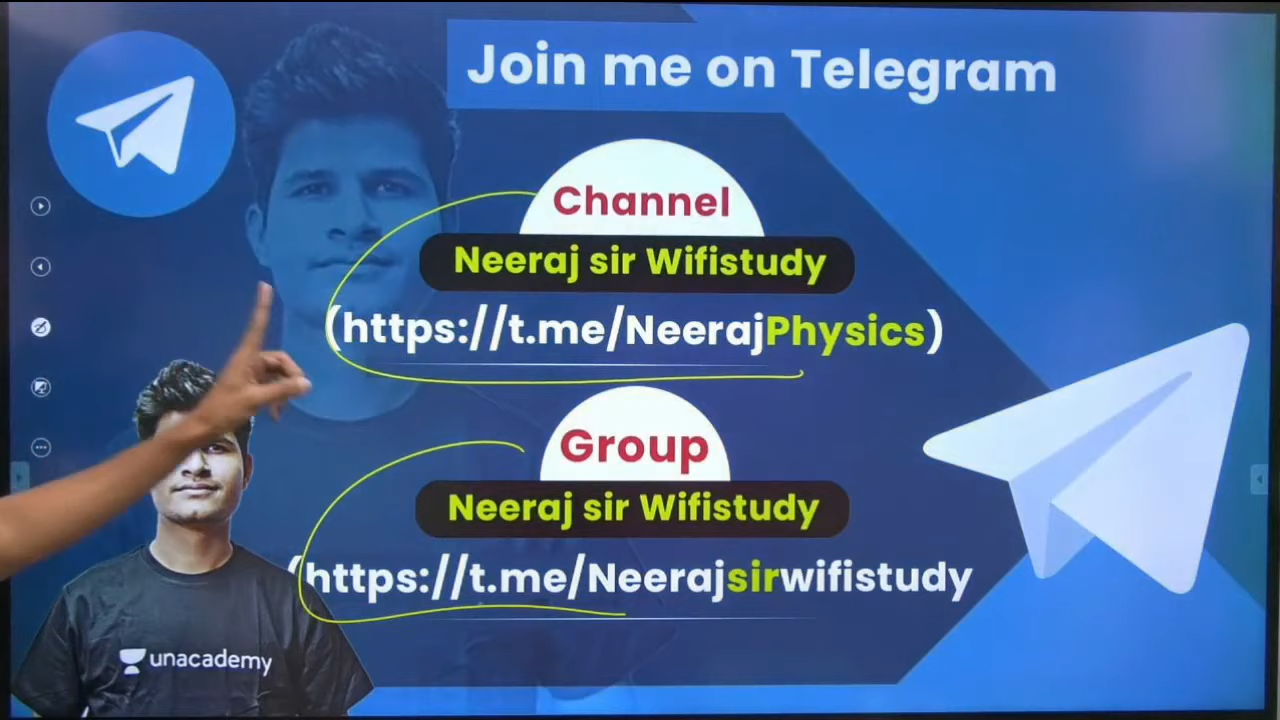 Join me on Telegram
Channel
Neeraj sir Wifistudy
(https://t.me/NeerajPhysics)
Group
Neeraj sir Wifistudy
(https://t.me/Neerajsirwifistudy
unacademy